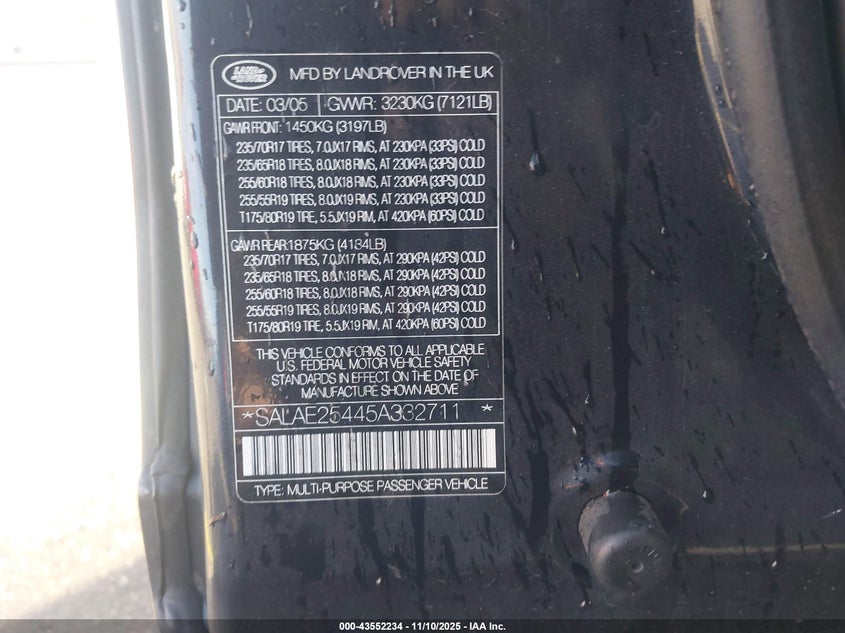 LAND ROVER
MFD BY LANDROVER IN THE UK
DATE: 03/05 GVWR: 3230KG (7121LB)
GAWR FRONT: 1450KG (3197LB)
235/70R17 TIRES, 7.0JX17 RIMS, AT 230KPA (33PSI) COLD
235/65R18 TIRES, 8.0JX18 RIMS, AT 230KPA (33PSI) COLD
255/60R18 TIRES, 8.0JX18 RIMS, AT 230KPA (33PSI) COLD
255/55R19 TIRES, 8.0JX19 RIMS, AT 230KPA (33PSI) COLD
T175/80R19 TIRE, 5.5JX19 RIM, AT 420KPA (60PSI) COLD
GAWR REAR: 1875KG (4134LB)
235/70R17 TIRES, 7.0JX17 RIMS, AT 290KPA (42PSI) COLD
235/65R18 TIRES, 8.0JX18 RIMS, AT 290KPA (42PSI) COLD
255/60R18 TIRES, 8.0JX18 RIMS, AT 290KPA (42PSI) COLD
255/55R19 TIRES, 8.0JX19 RIMS, AT 290KPA (42PSI) COLD
T175/80R19 TIRE, 5.5JX19 RIM, AT 420KPA (60PSI) COLD
THIS VEHICLE CONFORMS TO ALL APPLICABLE
U.S. FEDERAL MOTOR VEHICLE SAFETY
STANDARDS IN EFFECT ON THE DATE OF
MANUFACTURE SHOWN ABOVE
*SALAE25445A332711 *
TYPE: MULTI-PURPOSE PASSENGER VEHICLE
000-43552234 - 11/10/2025 - IAA Inc.